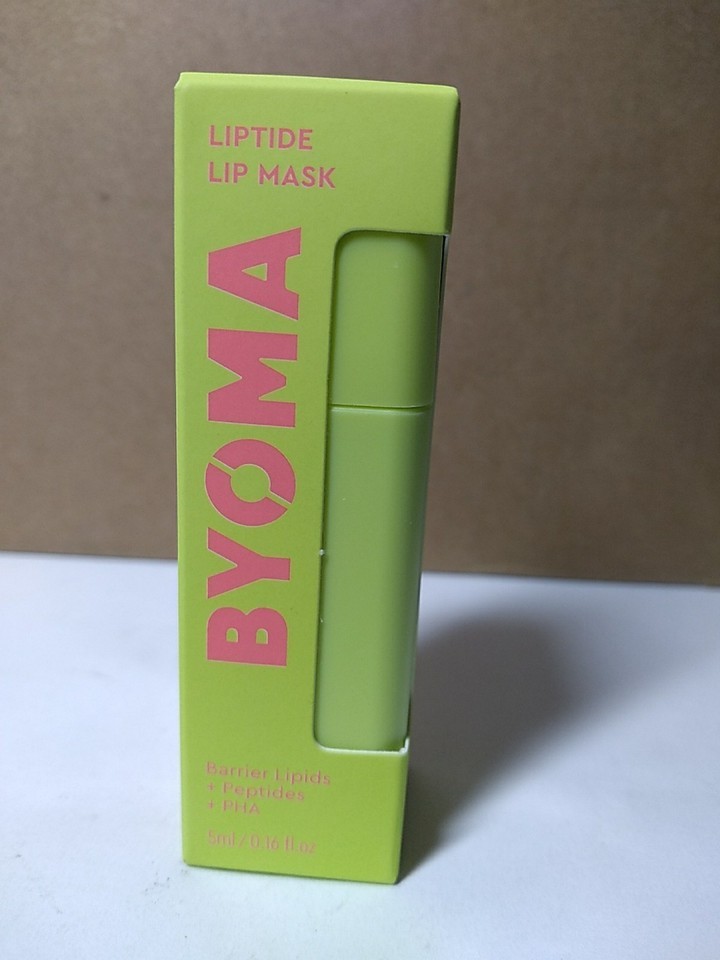 LIPTIDE
LIP MASK
BYOMA
Barrier Lipids
+ Peptides
+ PHA
5ml / 0.16 fl oz